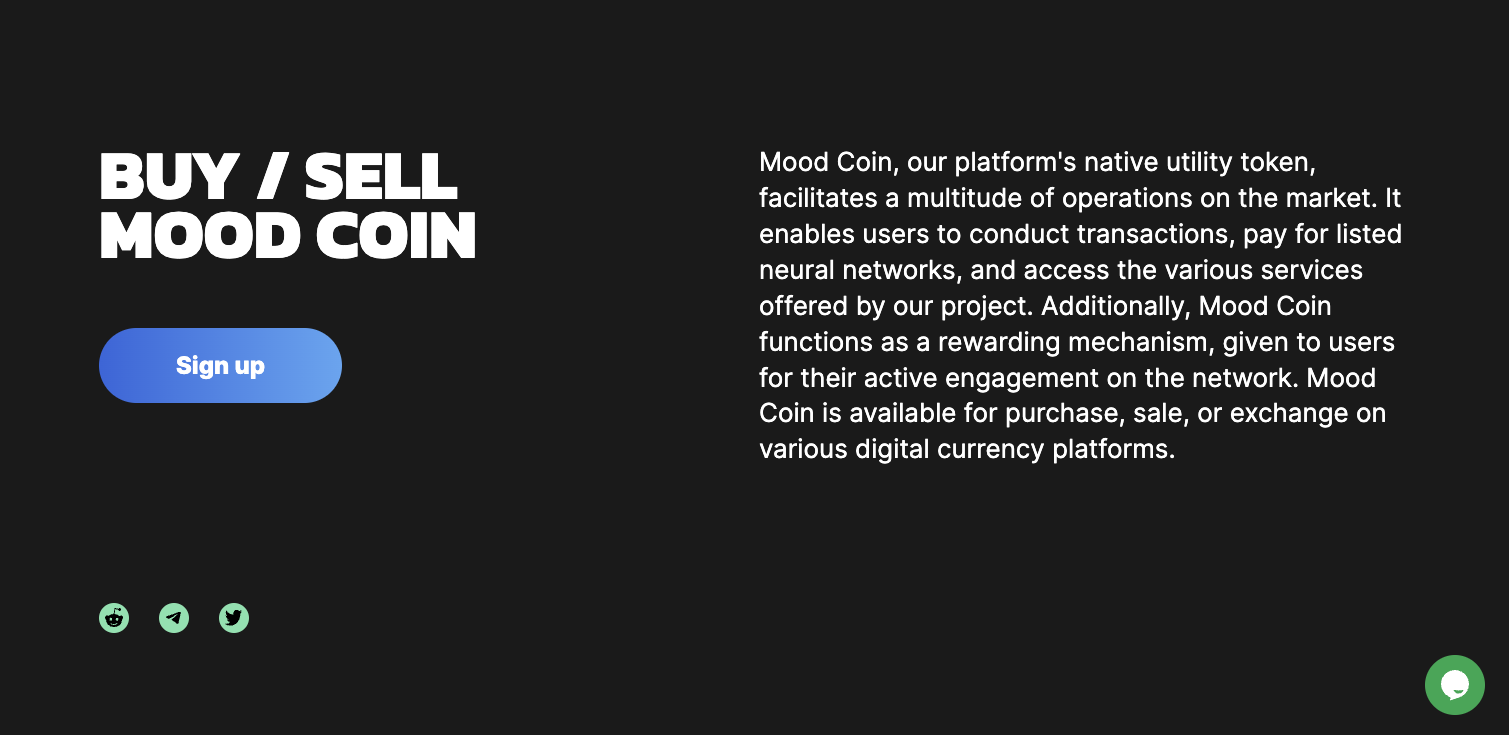 BUY / SELL
MOOD COIN
Sign up
Mood Coin, our platform's native utility token,
facilitates a multitude of operations on the market. It
enables users to conduct transactions, pay for listed
neural networks, and access the various services
offered by our project. Additionally, Mood Coin
functions as a rewarding mechanism, given to users
for their active engagement on the network. Mood
Coin is available for purchase, sale, or exchange on
various digital currency platforms.